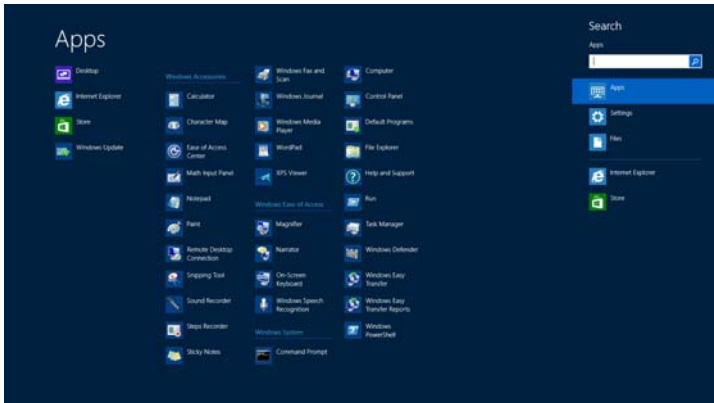 Apps
Desktop
Internet Explorer
Store
Windows Update
Windows Accessories
Calculator
Character Map
Ease of Access
Center
Math Input Panel
Notepad
Paint
Remote Desktop
Connection
Snipping Tool
Sound Recorder
Steps Recorder
Sticky Notes
Windows Fax and
Scan
Windows Journal
Windows Media
Player
WordPad
XPS Viewer
Windows Ease of Access
Magnifier
Narrator
On-Screen
Keyboard
Windows Speech
Recognition
Windows System
Command Prompt
Computer
Control Panel
Default Programs
File Explorer
Help and Support
Run
Task Manager
Windows Defender
Windows Easy
Transfer
Windows Easy
Transfer Reports
Windows
PowerShell
Search
Apps
Apps
Settings
Files
Internet Explorer
Store